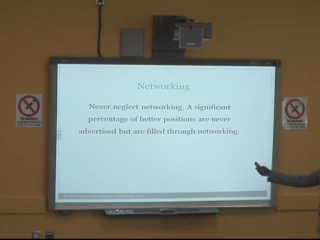 Networking
Never neglect networking. A significant
percentage of better positions are never
advertised but are filled through networking.